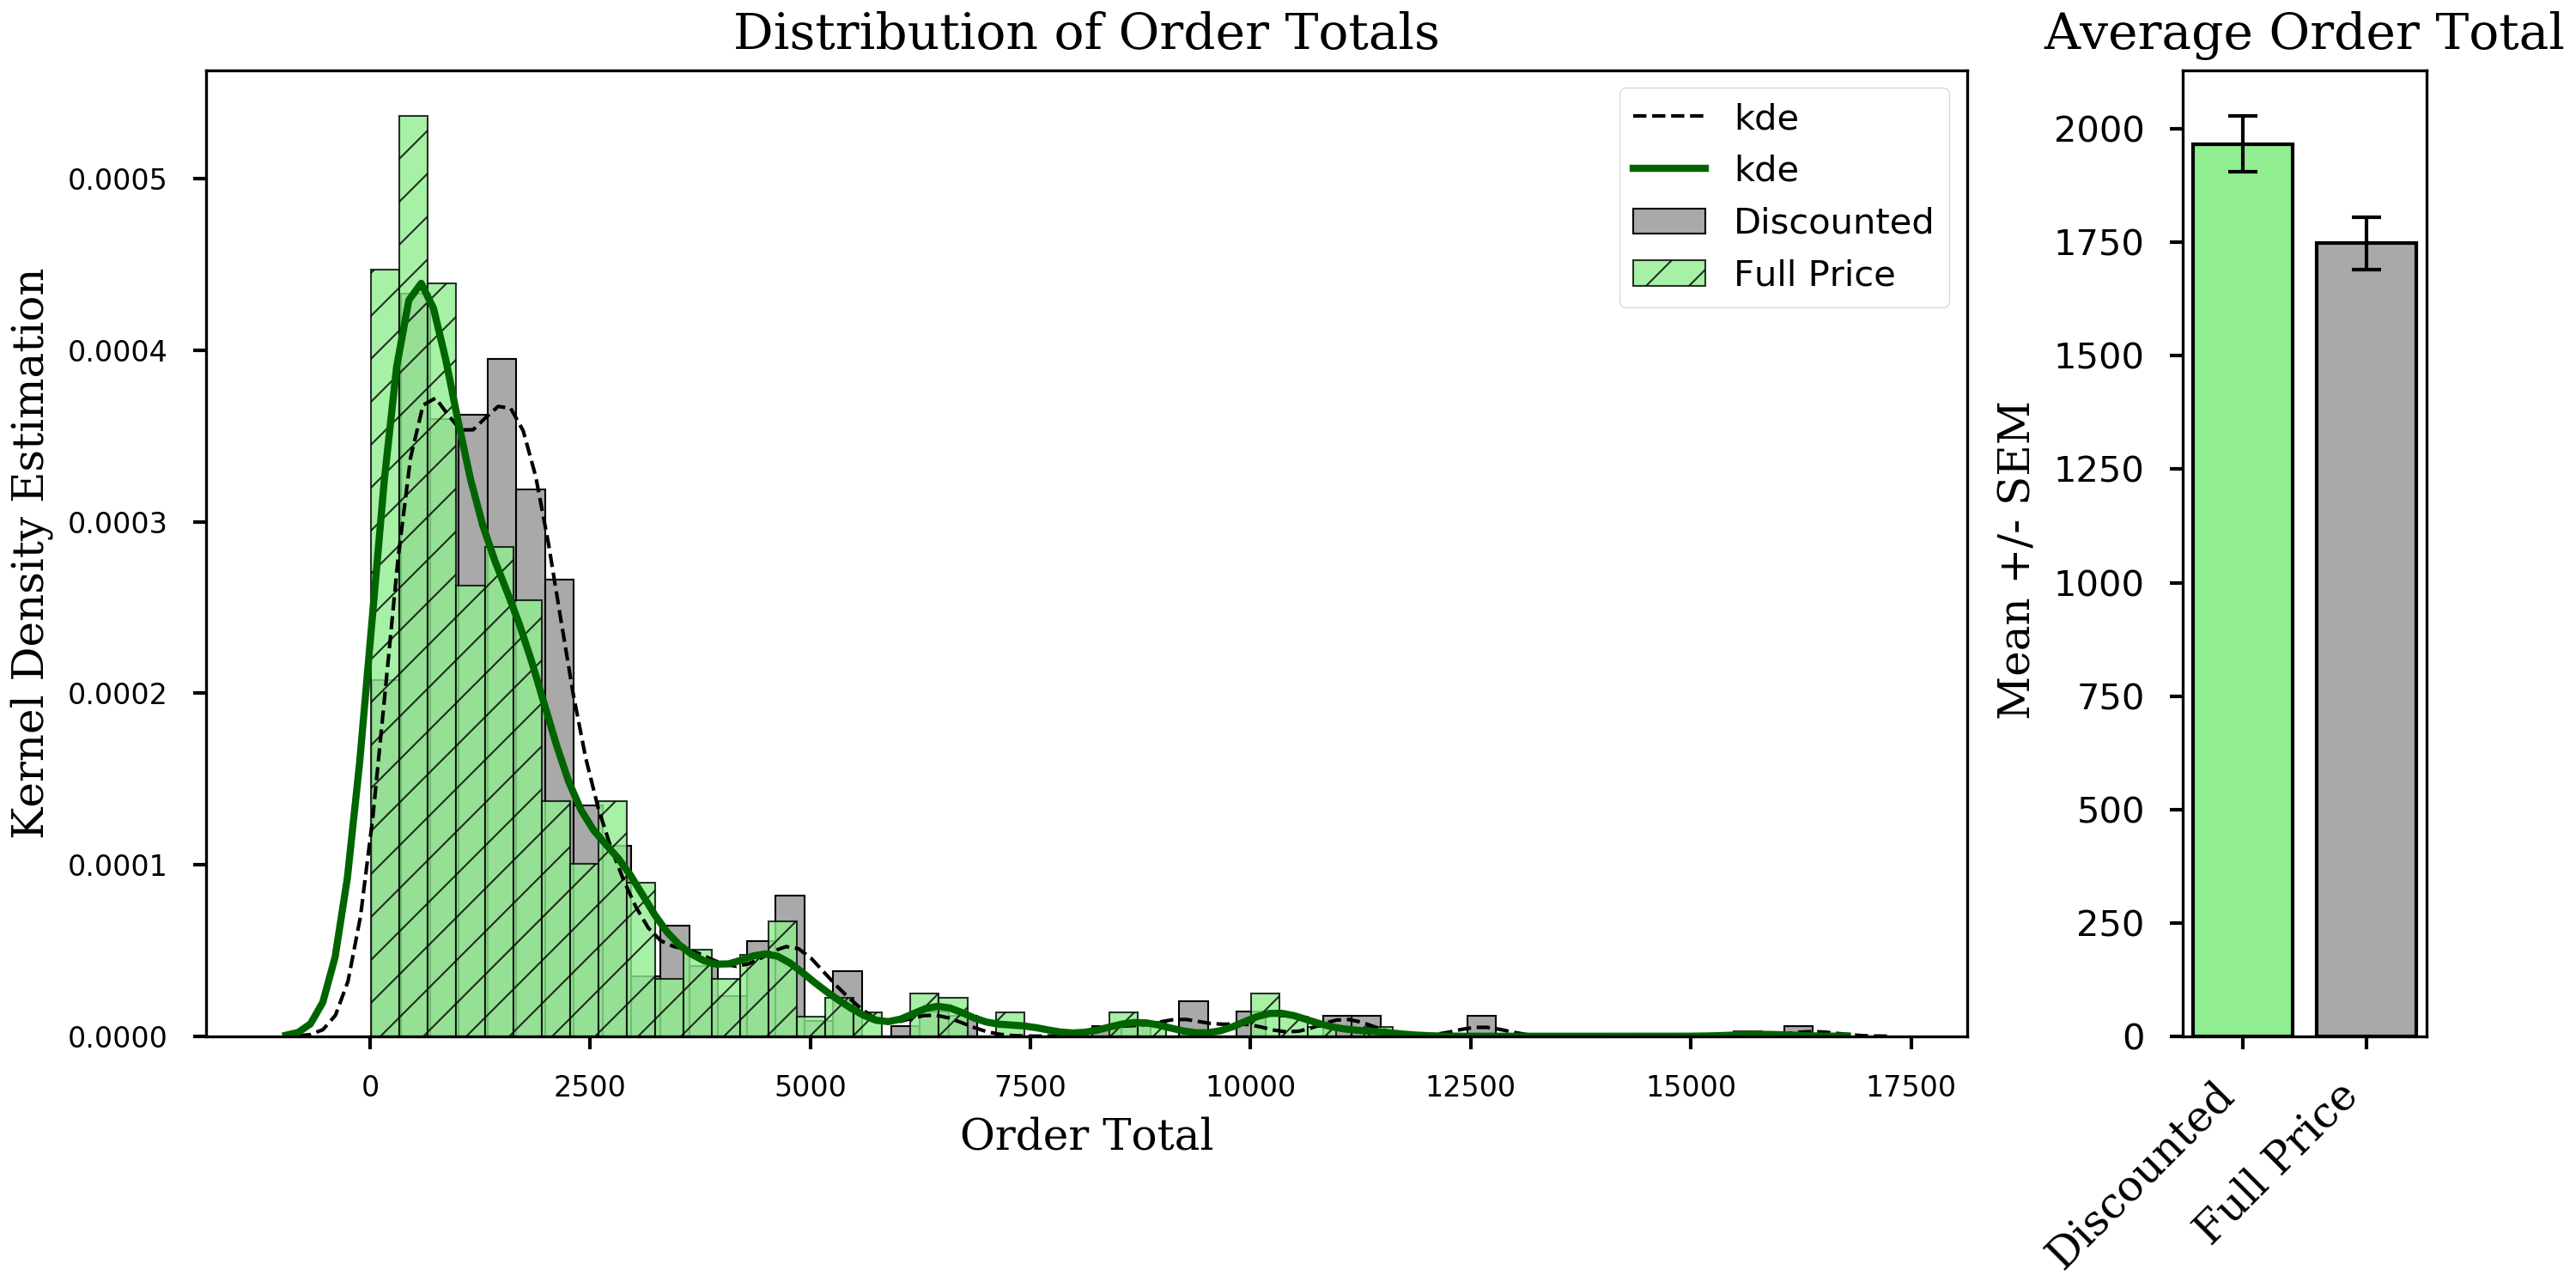 Distribution of Order Totals
Kernel Density Estimation
0.0005
0.0004
0.0003
0.0002
0.0001
0.0000
0 2500 5000 7500 10000 12500 15000 17500
Order Total
kde
kde
Discounted
Full Price
Average Order Total
Mean +/- SEM
2000
1750
1500
1250
1000
750
500
250
0
Discounted
Full Price